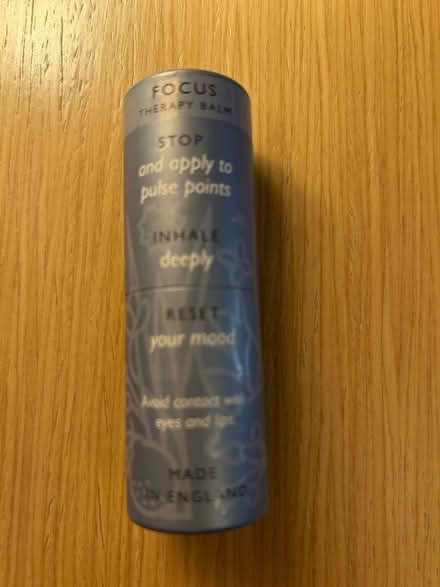 FOCUS
THERAPY BALM
STOP
and apply to
pulse points
INHALE
deeply
RESET
your mood
Avoid contact with
eyes and lips
MADE
IN ENGLAND